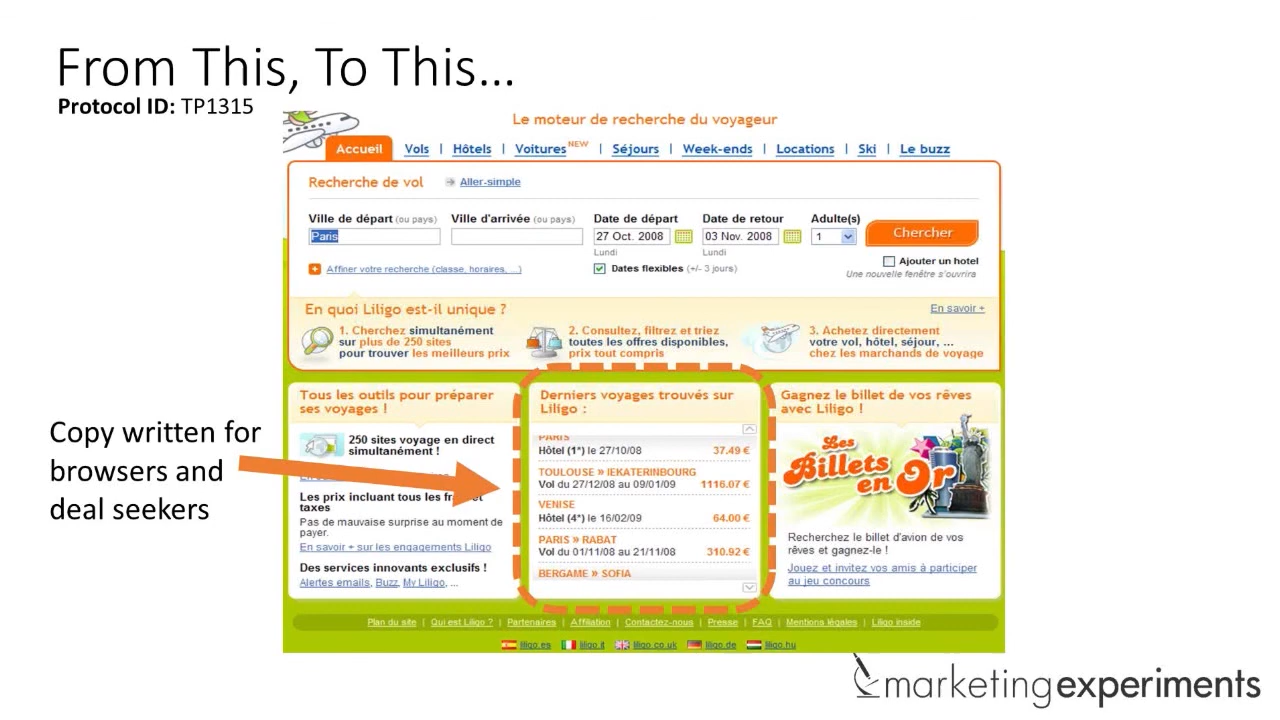 From This, To This...
Protocol ID: TP1315
Le moteur de recherche du voyageur
Accueil | Vols | Hôtels | Voitures NEW | Séjours | Week-ends | Locations | Ski | Le buzz
Recherche de vol Aller-simple
Ville de départ (ou pays) Ville d'arrivée (ou pays) Date de départ Date de retour Adulte(s)
Paris 27 Oct. 2008 03 Nov. 2008 1 Chercher
Lundi Lundi
Affiner votre recherche (classe, horaires, ...) Dates flexibles (+/- 3 jours) Ajouter un hotel
Une nouvelle fenêtre s'ouvrira
En quoi Liligo est-il unique ? En savoir +
1. Cherchez simultanément
sur plus de 250 sites
pour trouver les meilleurs prix
2. Consultez, filtrez et triez
toutes les offres disponibles,
prix tout compris
3. Achetez directement
votre vol, hôtel, séjour, ...
chez les marchands de voyage
Copy written for
browsers and
deal seekers
Tous les outils pour préparer
ses voyages !
250 sites voyage en direct
simultanément !
Les prix incluant tous les et
taxes
Pas de mauvaise surprise au moment de
payer.
En savoir + sur les engagements Liligo
Des services innovants exclusifs !
Alertes emails, Buzz, My Liligo, ...
Derniers voyages trouvés sur
Liligo :
PARIS
Hôtel (1*) le 27/10/08 37.49 €
TOULOUSE » IEKATERINBOURG
Vol du 27/12/08 au 09/01/09 1116.07 €
VENISE
Hôtel (4*) le 16/02/09 64.00 €
PARIS » RABAT
Vol du 01/11/08 au 21/11/08 310.92 €
BERGAME » SOFIA
Gagnez le billet de vos rêves
avec Liligo !
Les
Billets
en Or
Recherchez le billet d'avion de vos
rêves et gagnez-le !
Jouez et invitez vos amis à participer
au jeu concours
Plan du site | Qui est Liligo ? | Partenaires | Affiliation | Contactez-nous | Presse | FAQ | Mentions légales | Liligo inside
liligo.es liligo.it liligo.co.uk liligo.de liligo.hu
marketingexperiments